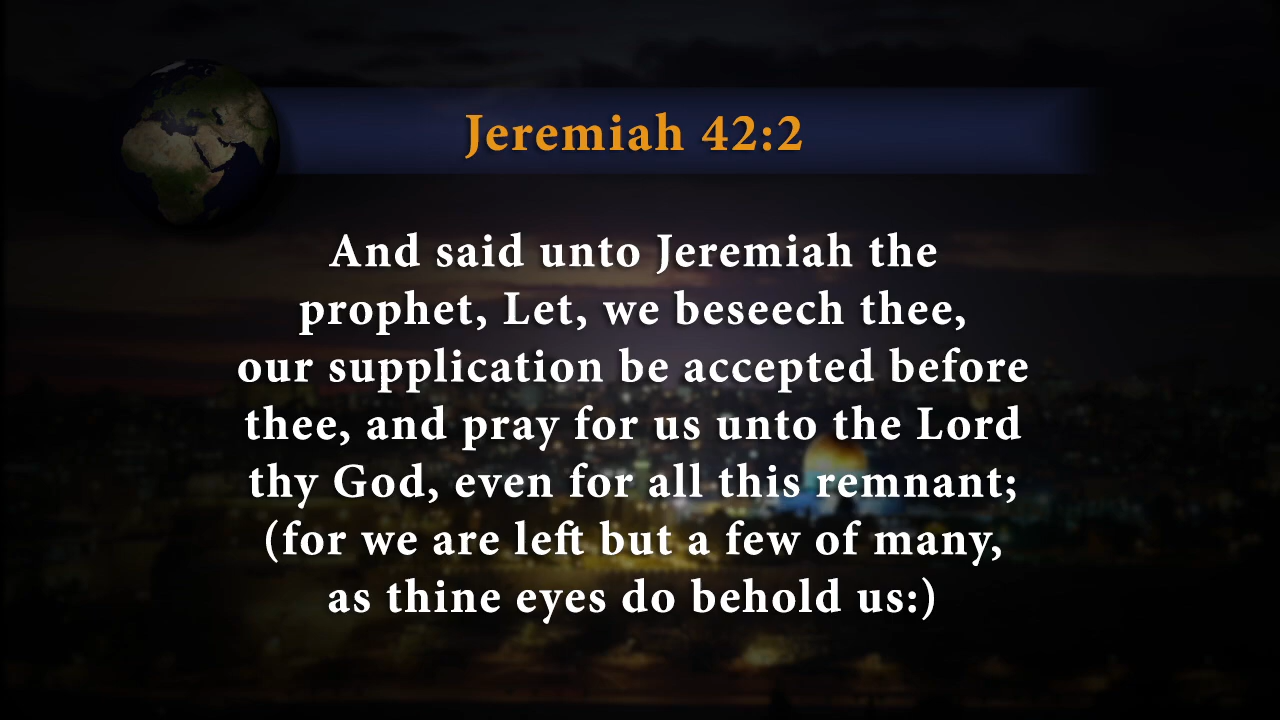 Jeremiah 42:2
And said unto Jeremiah the
prophet, Let, we beseech thee,
our supplication be accepted before
thee, and pray for us unto the Lord
thy God, even for all this remnant;
(for we are left but a few of many,
as thine eyes do behold us:)